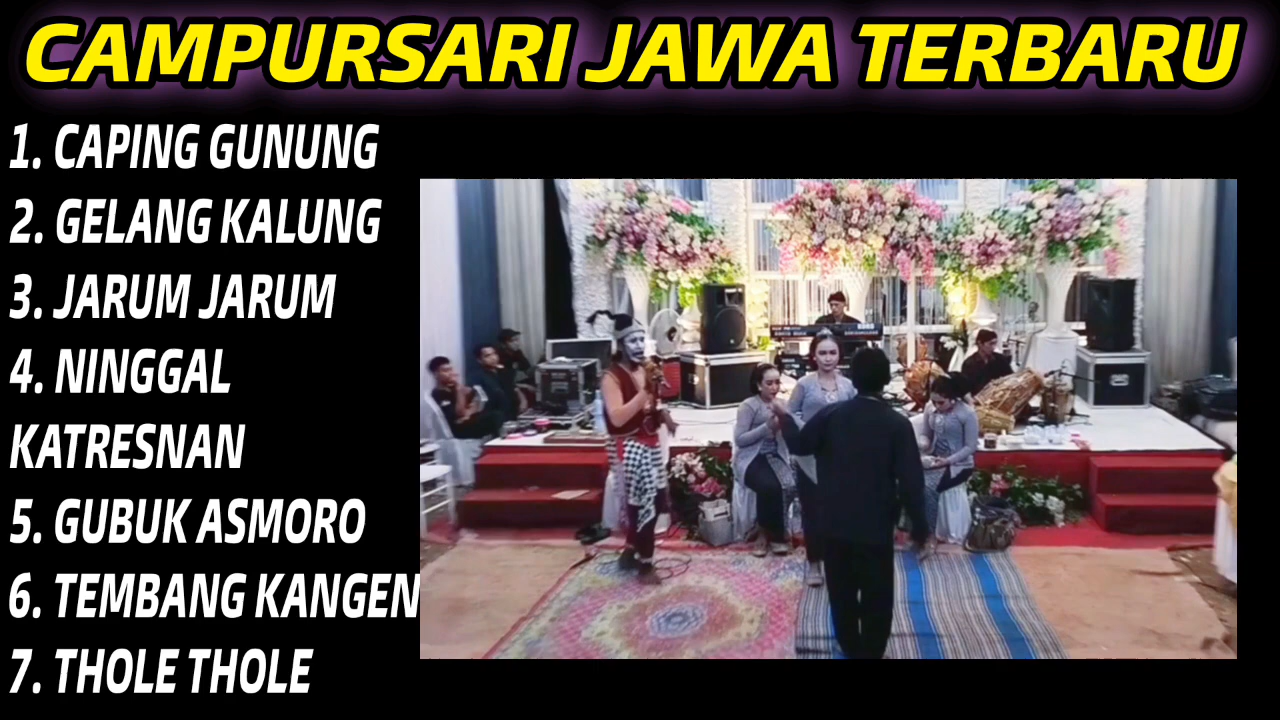 CAMPURSARI JAWA TERBARU
1. CAPING GUNUNG
2. GELANG KALUNG
3. JARUM JARUM
4. NINGGAL
KATRESNAN
5. GUBUK ASMORO
6. TEMBANG KANGEN
7. THOLE THOLE
KORG